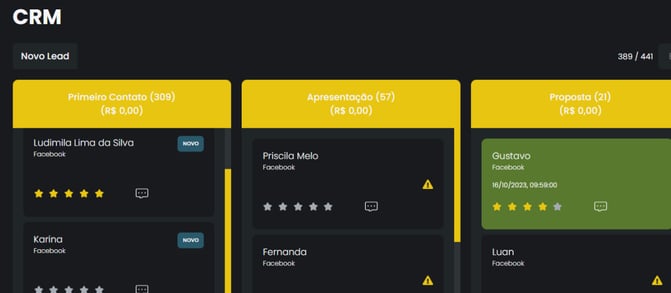 CRM
Novo Lead
389 / 441
Primeiro Contato (309)
(R$ 0,00)
Ludimila Lima da Silva
NOVO
Facebook
Karina
NOVO
Facebook
Apresentação (57)
(R$ 0,00)
Priscila Melo
Facebook
Fernanda
Facebook
Proposta (21)
(R$ 0,00)
Gustavo
Facebook
16/10/2023, 09:59:00
Luan
Facebook